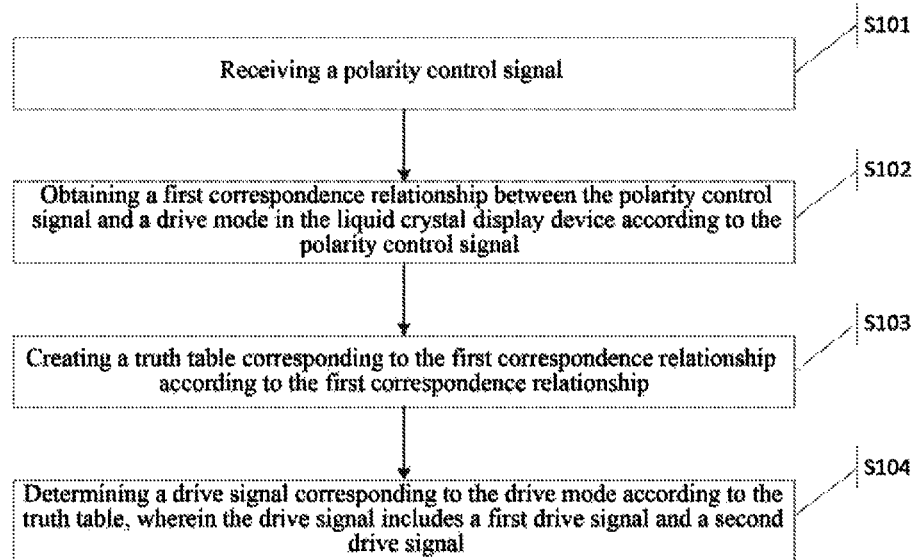 S101
Receiving a polarity control signal
S102
Obtaining a first correspondence relationship between the polarity control
signal and a drive mode in the liquid crystal display device according to the
polarity control signal
S103
Creating a truth table corresponding to the first correspondence relationship
according to the first correspondence relationship
S104
Determining a drive signal corresponding to the drive mode according to the
truth table, wherein the drive signal includes a first drive signal and a second
drive signal